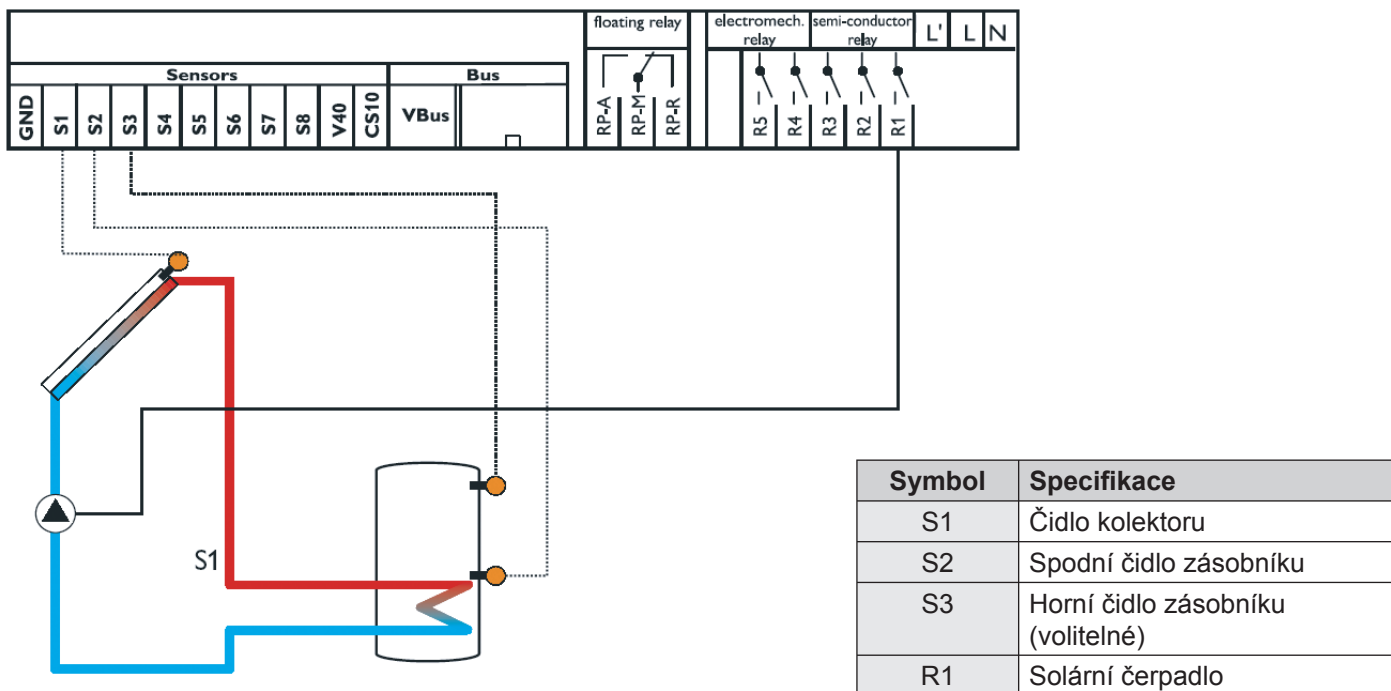 floating relay
electromech. relay
semi-conductor relay
L' L N
Sensors
Bus
GND S1 S2 S3 S4 S5 S6 S7 S8 V40 CS10 VBus
RP-A RP-M RP-R
R5 R4 R3 R2 R1
S1
Symbol Specifikace
S1 Čidlo kolektoru
S2 Spodní čidlo zásobníku
S3 Horní čidlo zásobníku
(volitelné)
R1 Solární čerpadlo